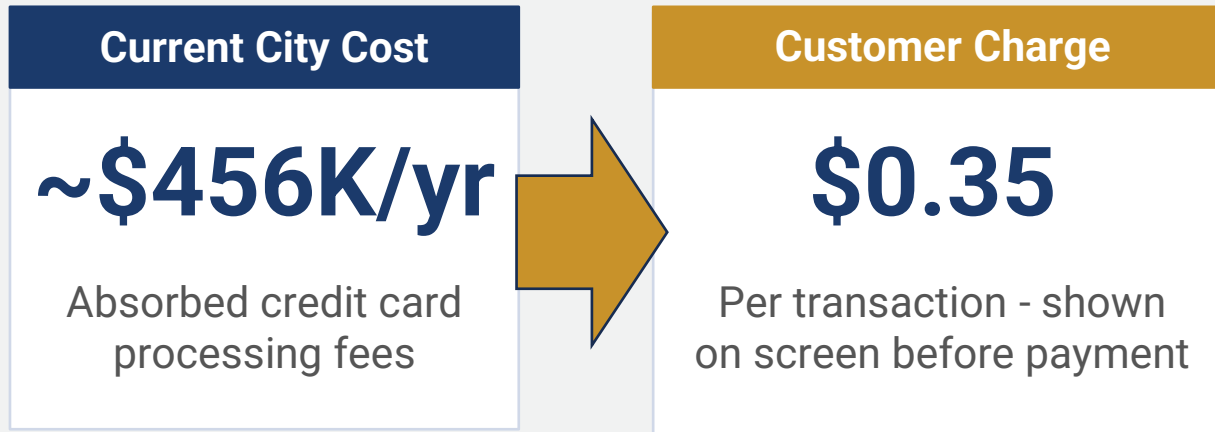 Current City Cost
~$456K/yr
Absorbed credit card
processing fees
Customer Charge
$0.35
Per transaction - shown
on screen before payment